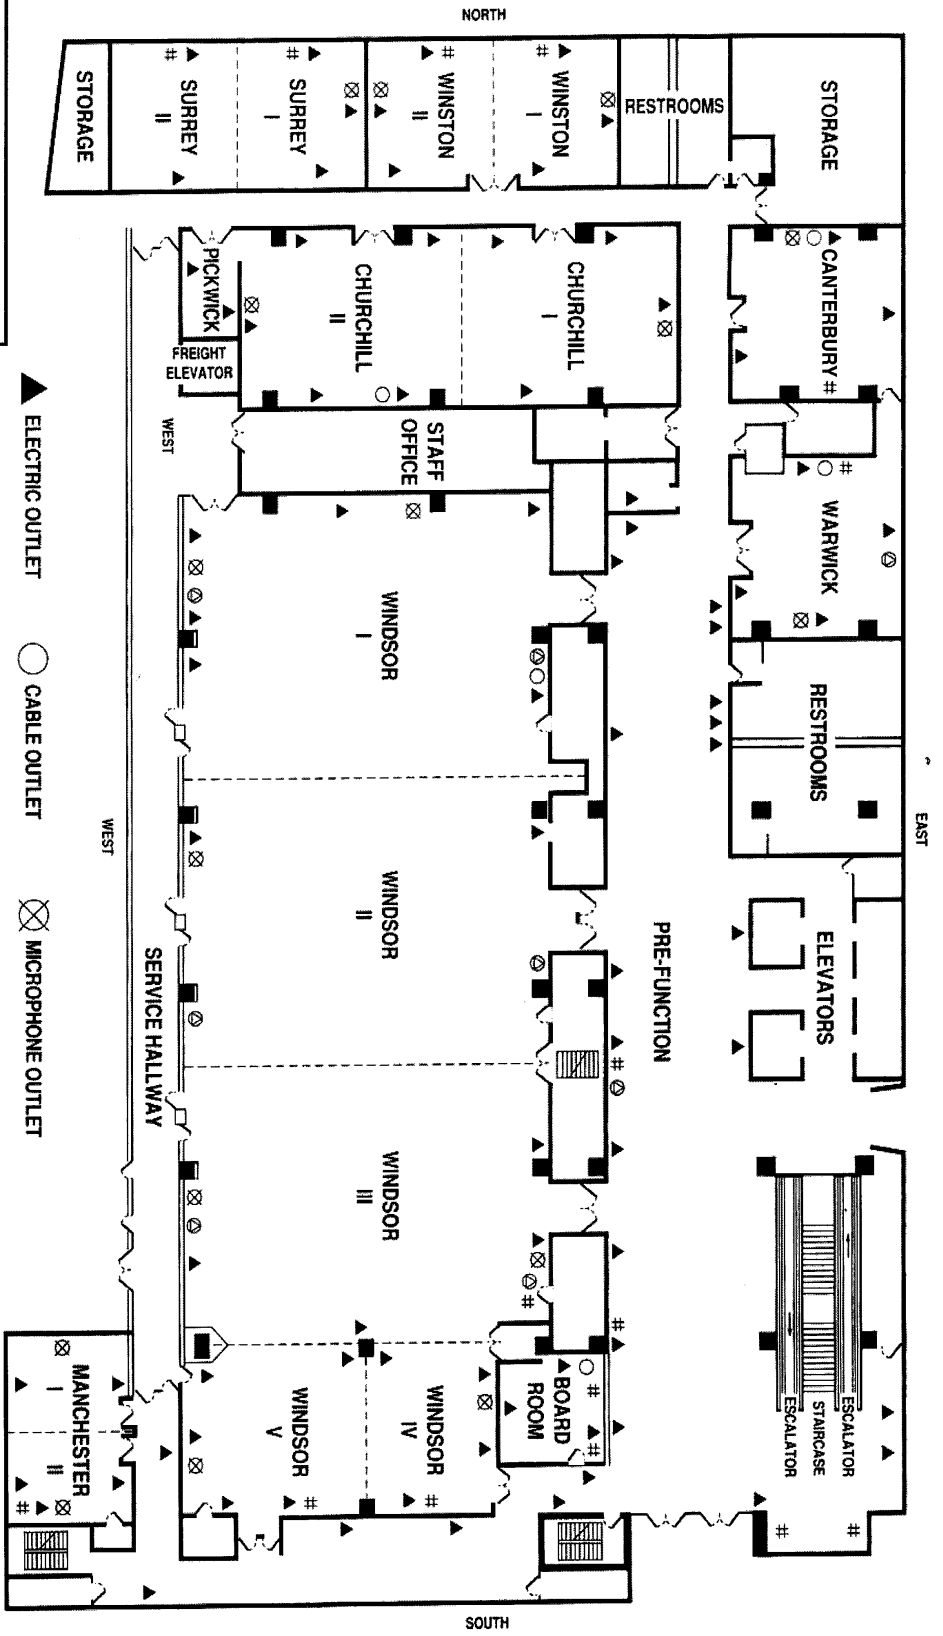 NORTH
STORAGE
SURREY
II
SURREY
I
#
#
WINSTON
II
WINSTON
I
#
#
RESTROOMS
STORAGE
PICKWICK
FREIGHT
ELEVATOR
CHURCHILL
II
CHURCHILL
I
CANTERBURY
#
WEST
STAFF
OFFICE
WARWICK
#
WINDSOR
I
RESTROOMS
EAST
WEST
WINDSOR
II
PRE-FUNCTION
ELEVATORS
SERVICE HALLWAY
#
WINDSOR
III
#
#
ESCALATOR
STAIRCASE
ESCALATOR
MANCHESTER
I
II
#
WINDSOR
V
#
WINDSOR
IV
#
BOARD
ROOM
#
#
#
#
SOUTH
ELECTRIC OUTLET
CABLE OUTLET
MICROPHONE OUTLET